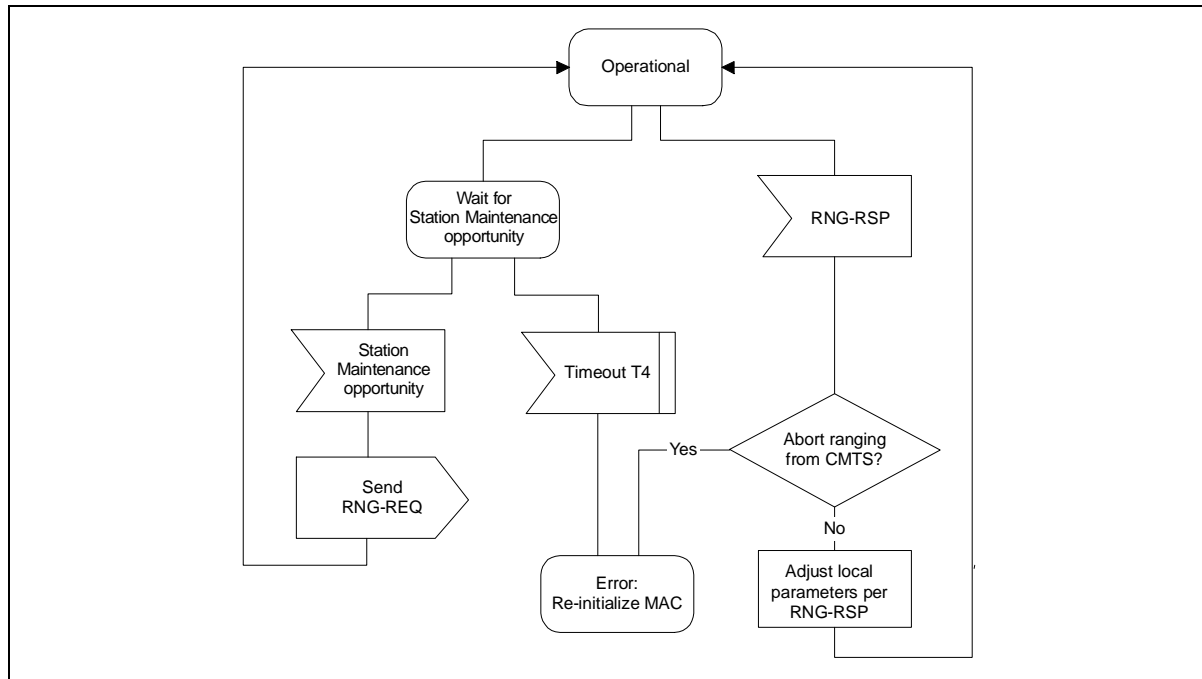 Operational
Wait for
Station Maintenance
opportunity
RNG-RSP
Station
Maintenance
opportunity
Timeout T4
Yes
Abort ranging
from CMTS?
Send
RNG-REQ
No
Error:
Re-initialize MAC
Adjust local
parameters per
RNG-RSP